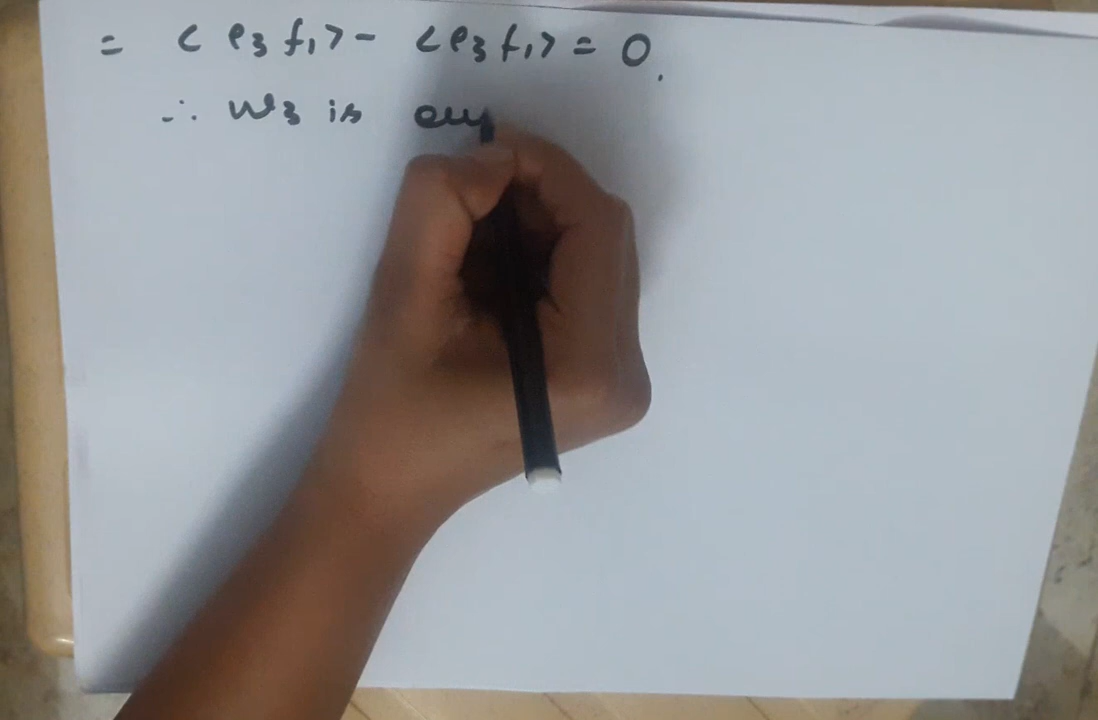 = < e3 f1 > - < e3 f1 > = 0.
∴ w3 is